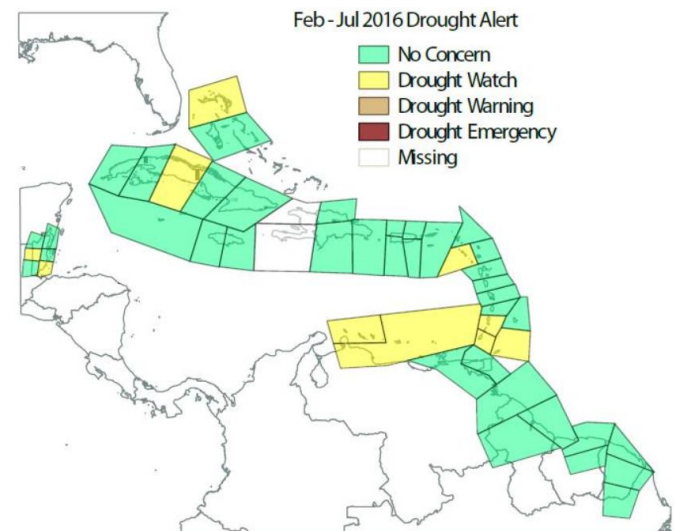 Feb - Jul 2016 Drought Alert
No Concern
Drought Watch
Drought Warning
Drought Emergency
Missing